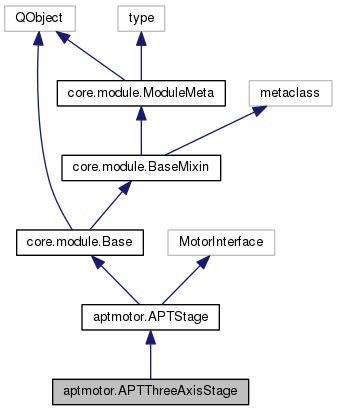 QObject
type
core.module.ModuleMeta
metaclass
core.module.BaseMixin
core.module.Base
MotorInterface
aptmotor.APTStage
aptmotor.APTThreeAxisStage